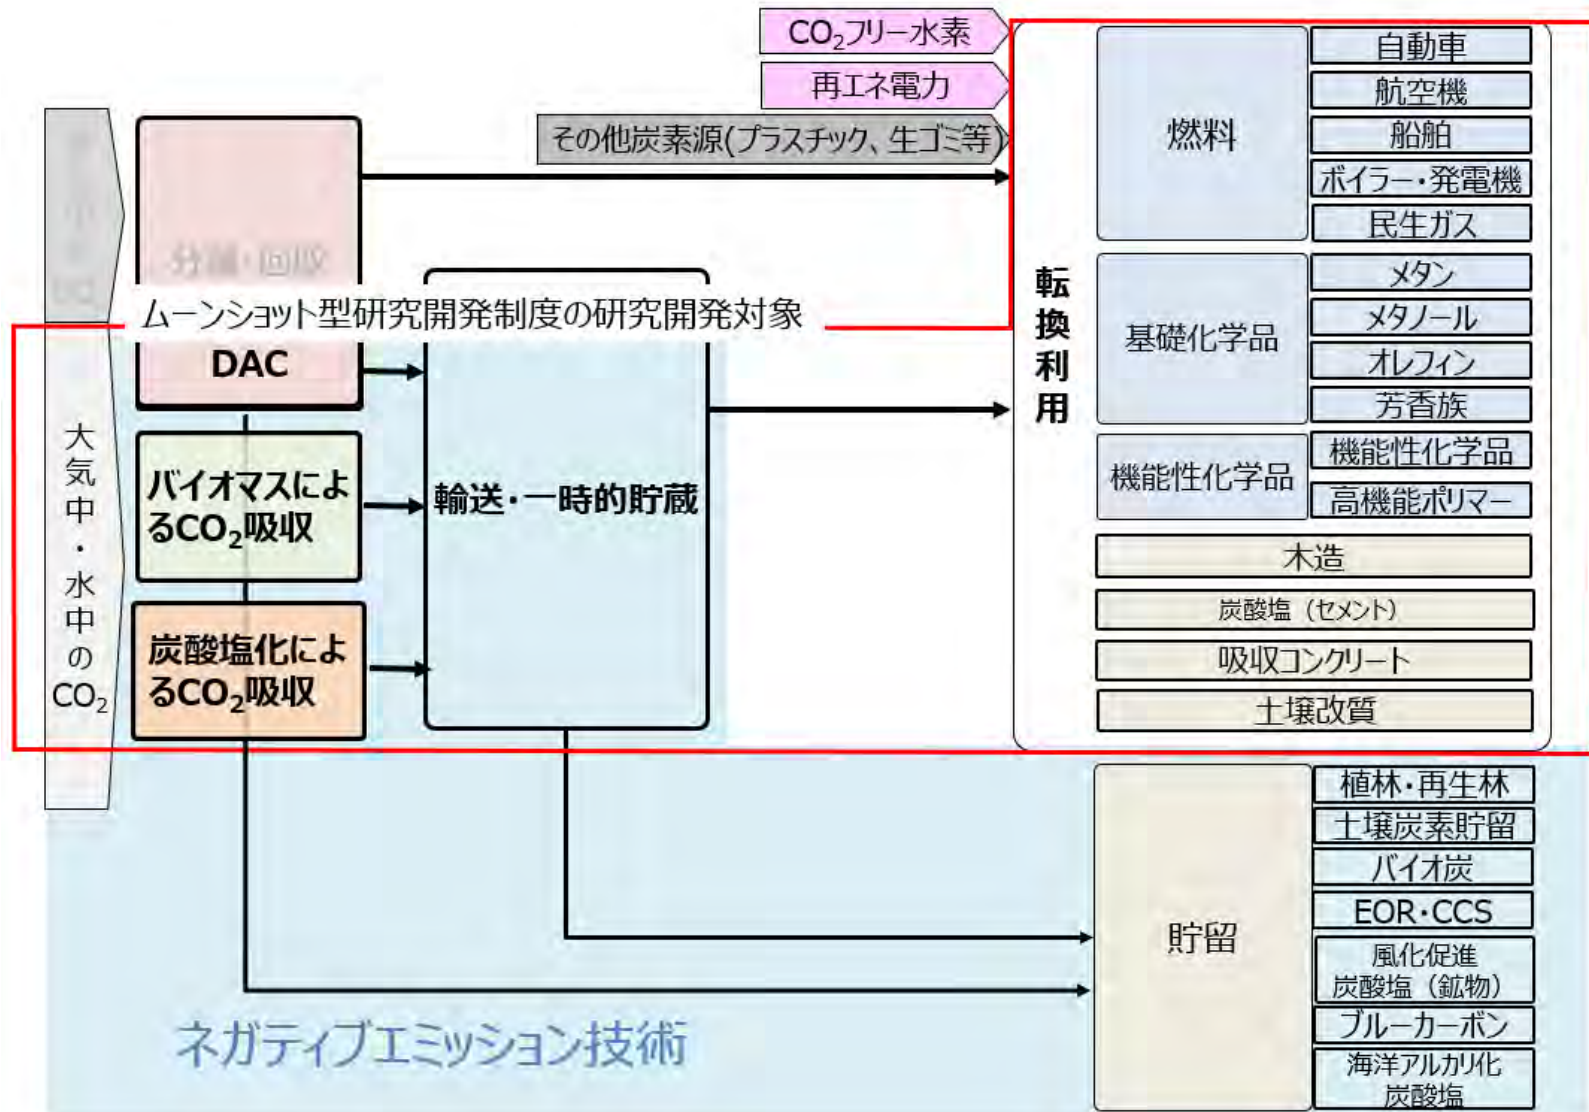 CO₂フリー水素
再エネ電力
その他炭素源(プラスチック、生ゴミ等)
分離・回収
ムーンショット型研究開発制度の研究開発対象
DAC
大気中・水中のCO₂
バイオマスによ
るCO₂吸収
炭酸塩化によ
るCO₂吸収
輸送・一時的貯蔵
転換利用
燃料
自動車
航空機
船舶
ボイラー・発電機
民生ガス
基礎化学品
メタン
メタノール
オレフィン
芳香族
機能性化学品
機能性化学品
高機能ポリマー
木造
炭酸塩（セメント）
吸収コンクリート
土壌改質
貯留
植林・再生林
土壌炭素貯留
バイオ炭
EOR・CCS
風化促進
炭酸塩（鉱物）
ブルーカーボン
海洋アルカリ化
炭酸塩
ネガティブエミッション技術